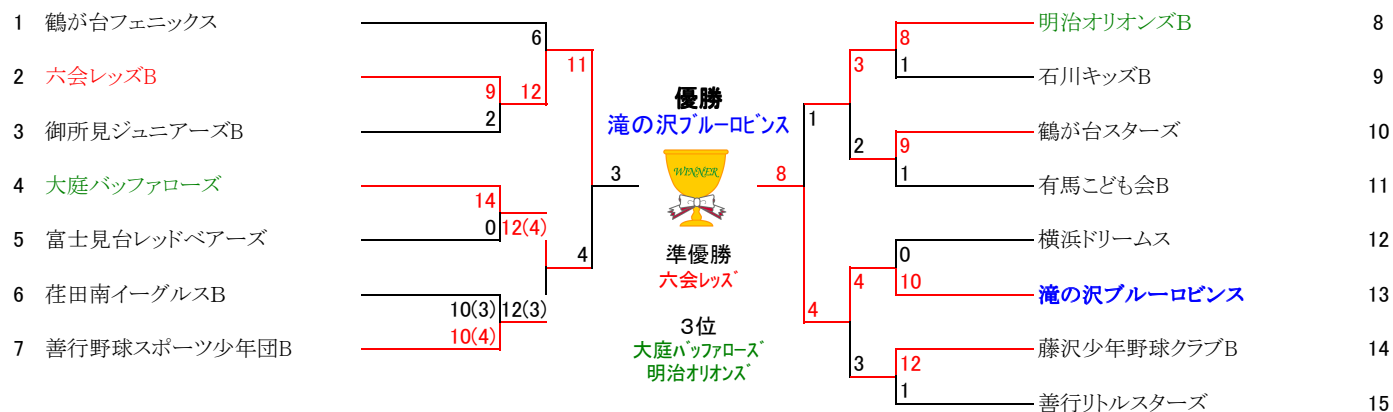 1 鶴が台フェニックス
6
2 六会レッズB
9
12
11
2
3 御所見ジュニアーズB
4 大庭バッファローズ
14
0
12(4)
5 富士見台レッドベアーズ
4
3
6 荏田南イーグルスB
10(3)
12(3)
10(4)
7 善行野球スポーツ少年団B
優勝
滝の沢ブルーロビンス
WINNER
準優勝
六会レッズ
3位
大庭バッファローズ
明治オリオンズ
明治オリオンズB 8
8
3
1
石川キッズB 9
1
鶴が台スターズ 10
2
9
1
有馬こども会B 11
8
横浜ドリームス 12
0
4
10
滝の沢ブルーロビンス 13
4
藤沢少年野球クラブB 14
3
12
1
善行リトルスターズ 15